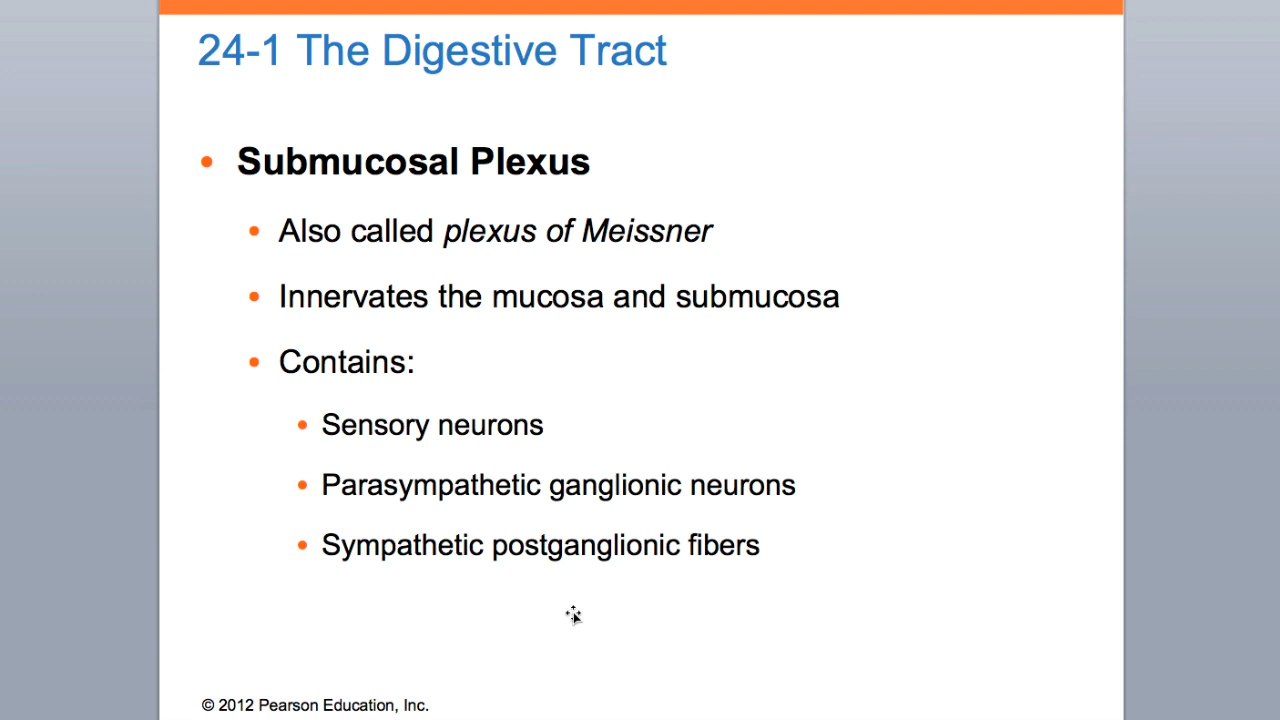 24-1 The Digestive Tract
• Submucosal Plexus
• Also called plexus of Meissner
• Innervates the mucosa and submucosa
• Contains:
• Sensory neurons
• Parasympathetic ganglionic neurons
• Sympathetic postganglionic fibers
© 2012 Pearson Education, Inc.